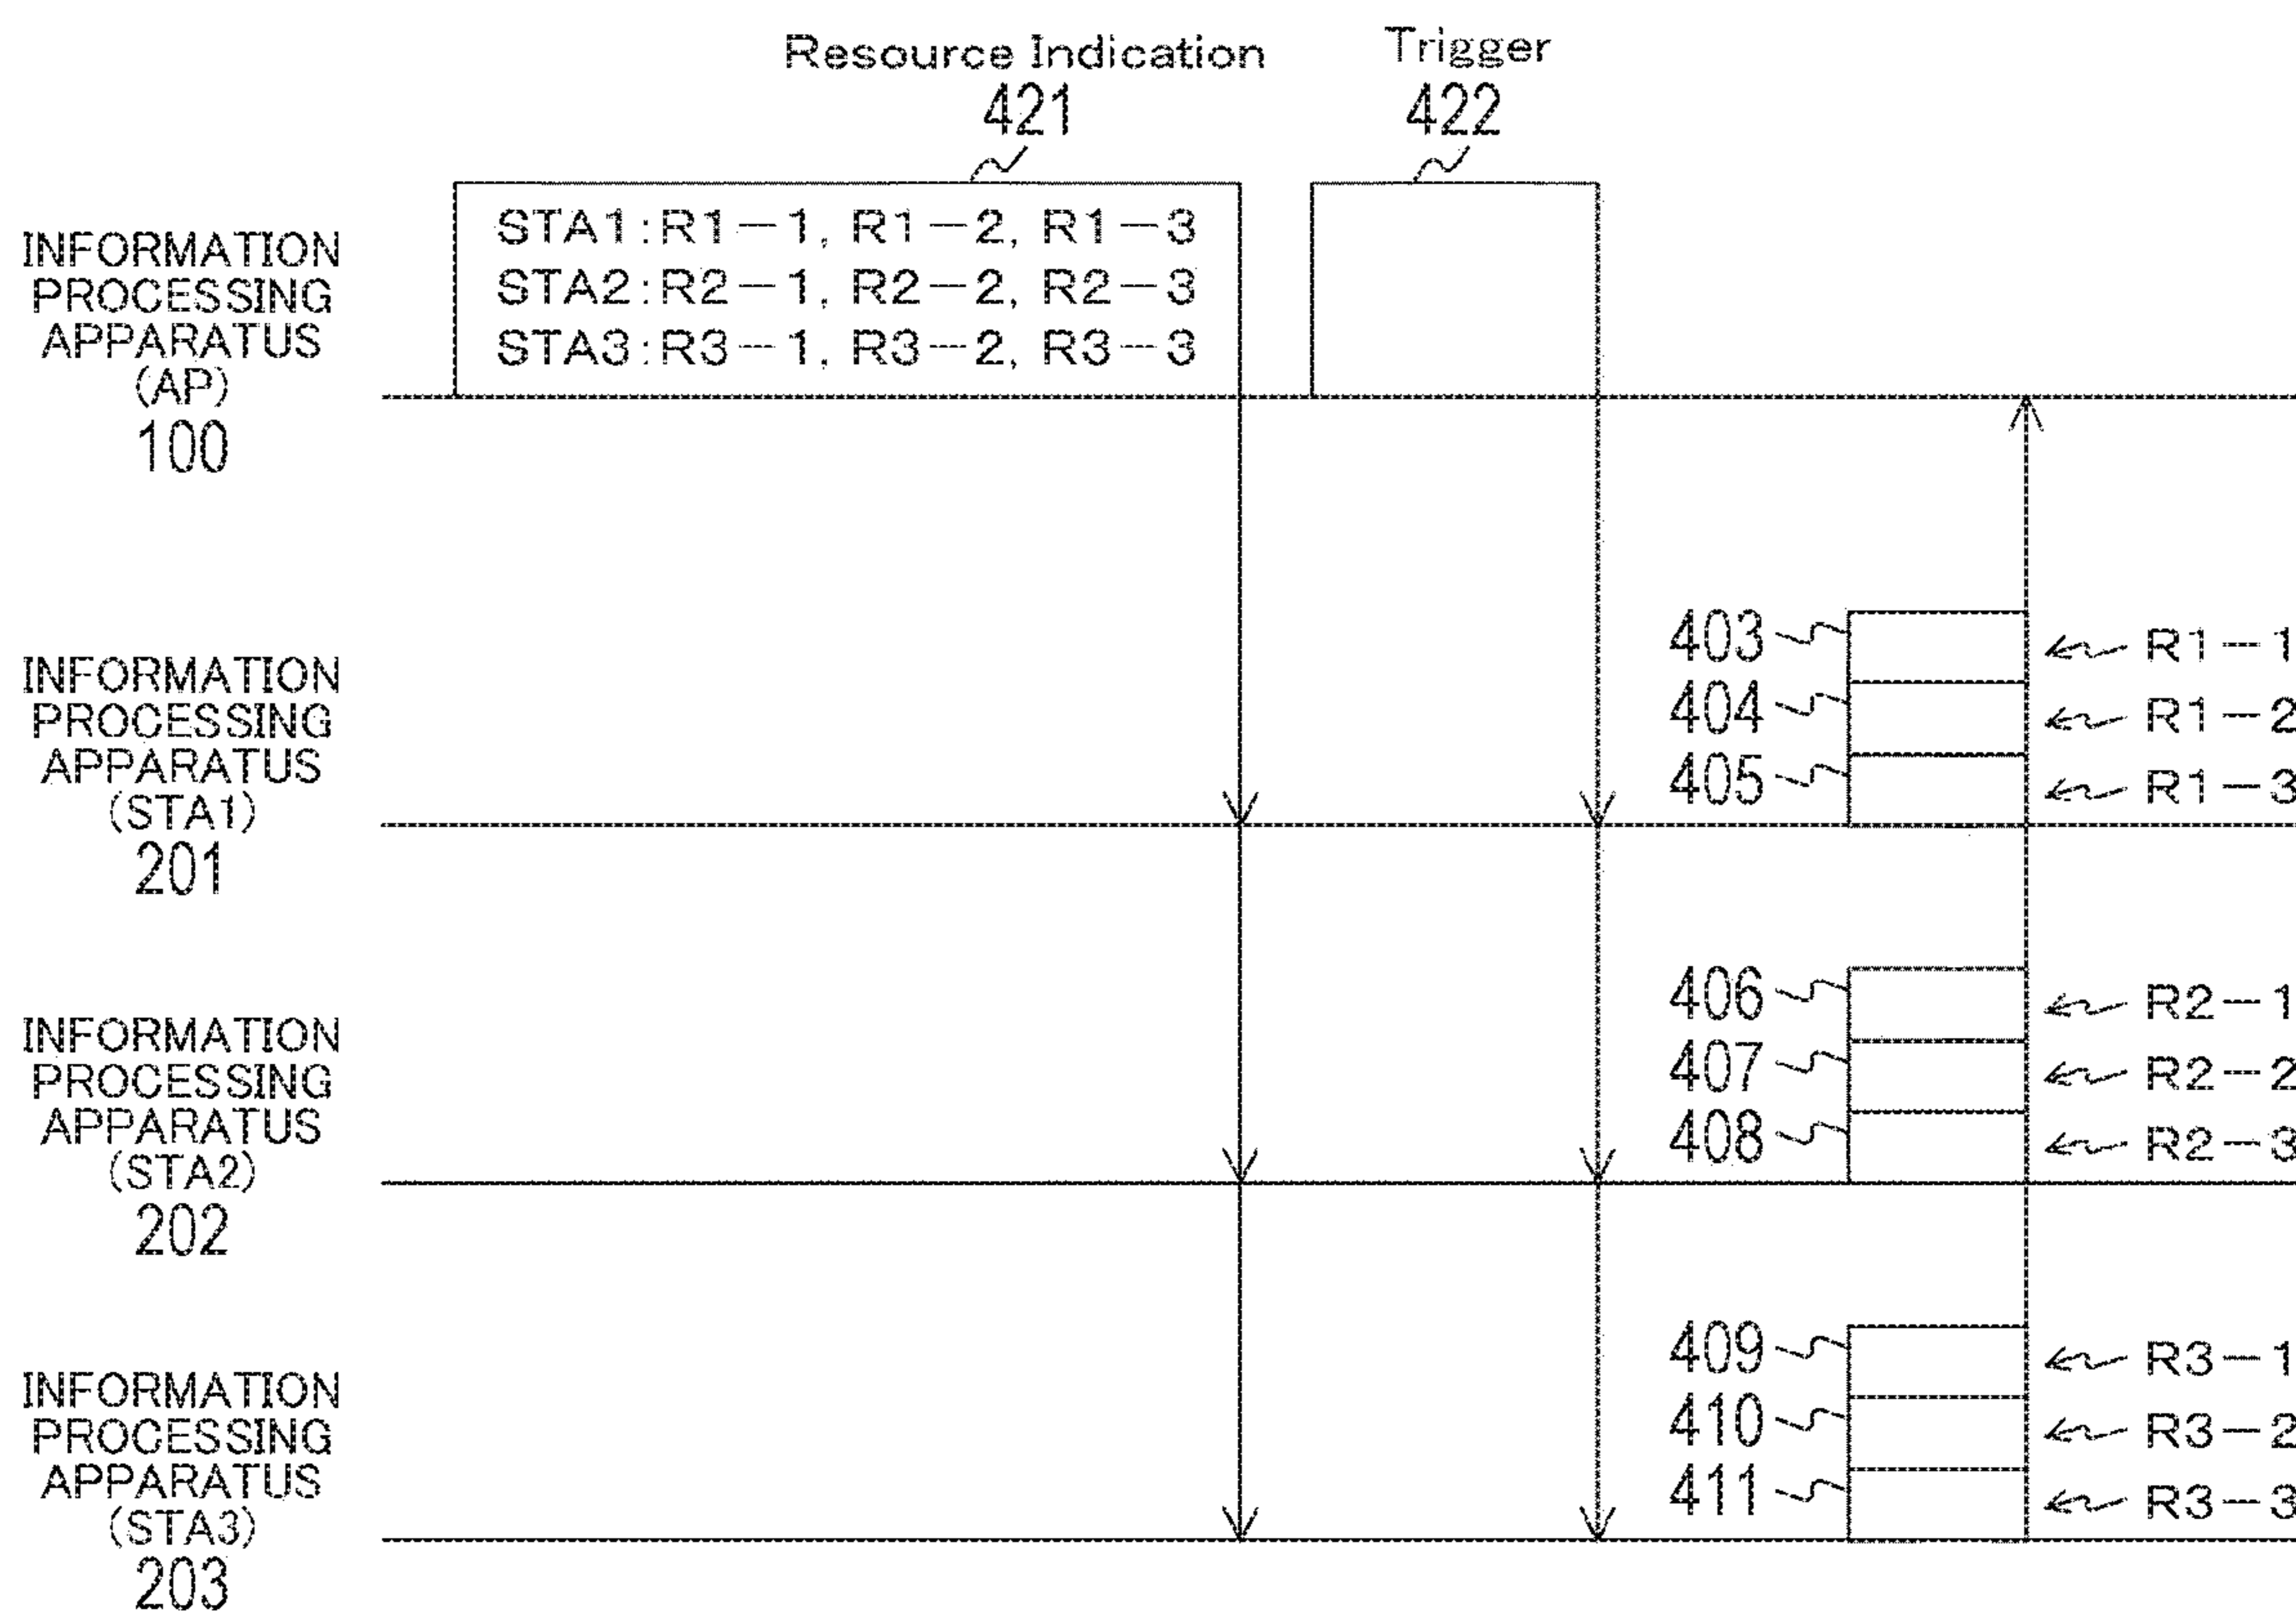 Resource Indication
421
Trigger
422
STA1:R1-1, R1-2, R1-3
STA2:R2-1, R2-2, R2-3
STA3:R3-1, R3-2, R3-3
INFORMATION
PROCESSING
APPARATUS
(AP)
100
INFORMATION
PROCESSING
APPARATUS
(STA1)
201
403
R1-1
404
R1-2
405
R1-3
INFORMATION
PROCESSING
APPARATUS
(STA2)
202
406
R2-1
407
R2-2
408
R2-3
INFORMATION
PROCESSING
APPARATUS
(STA3)
203
409
R3-1
410
R3-2
411
R3-3